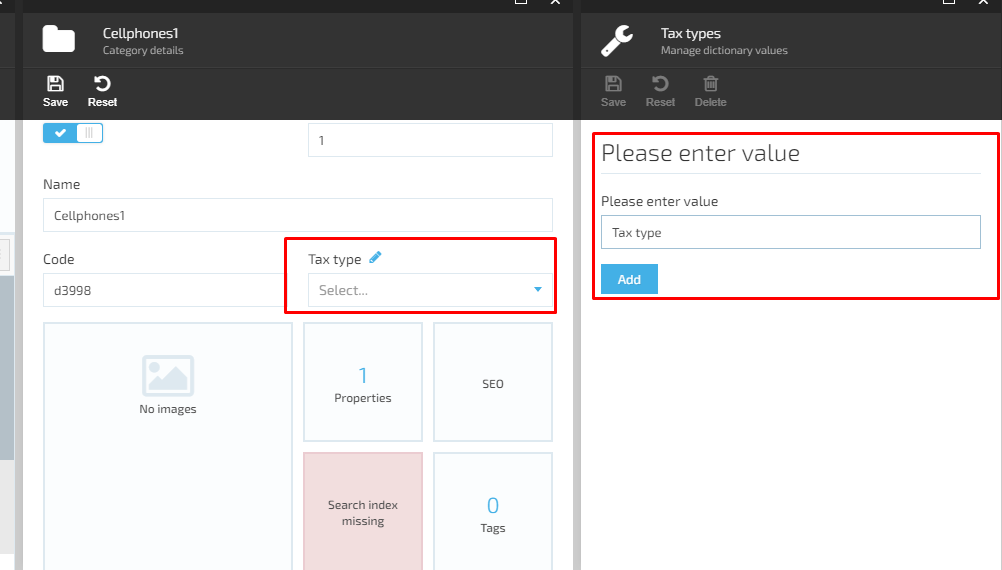 Cellphones1
Category details
Save
Reset
1
Name
Cellphones1
Code
Tax type
d3998
Select...
No images
1
Properties
SEO
Search index
missing
0
Tags
Tax types
Manage dictionary values
Save
Reset
Delete
Please enter value
Please enter value
Tax type
Add